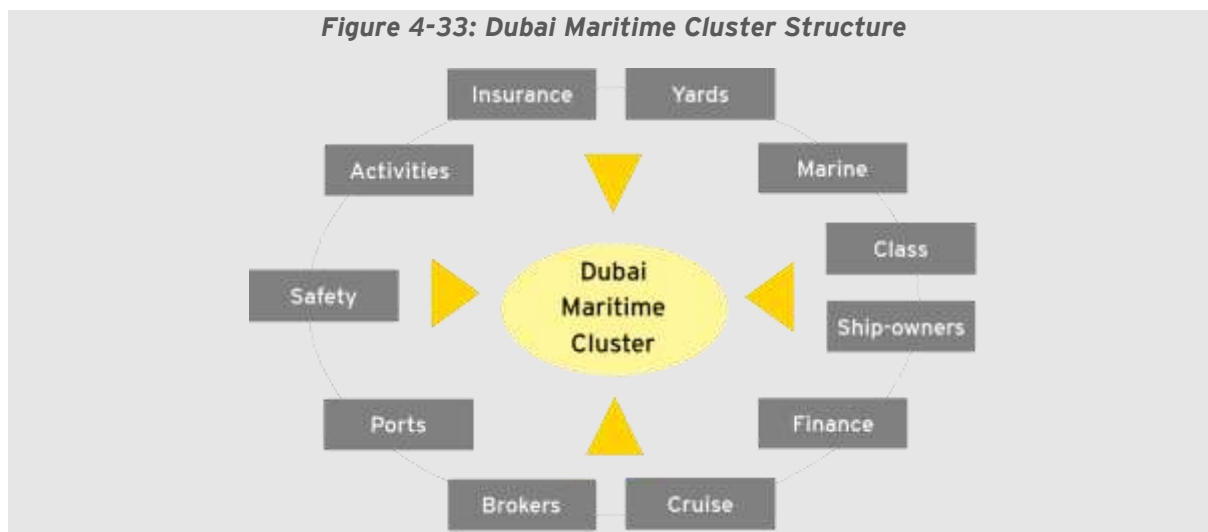 Figure 4-33: Dubai Maritime Cluster Structure
Insurance
Yards
Activities
Marine
Class
Safety
Dubai
Maritime
Cluster
Ship-owners
Ports
Finance
Brokers
Cruise